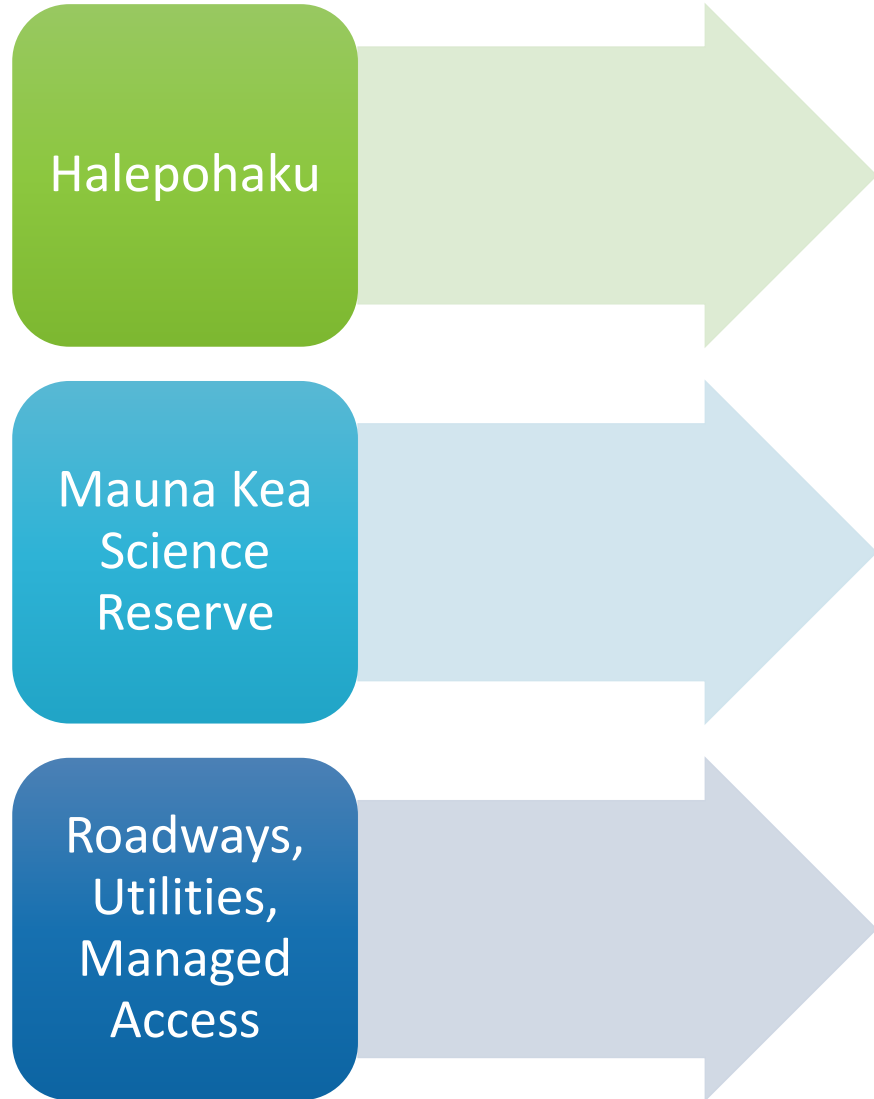 Halepohaku
Mauna Kea
Science
Reserve
Roadways,
Utilities,
Managed
Access